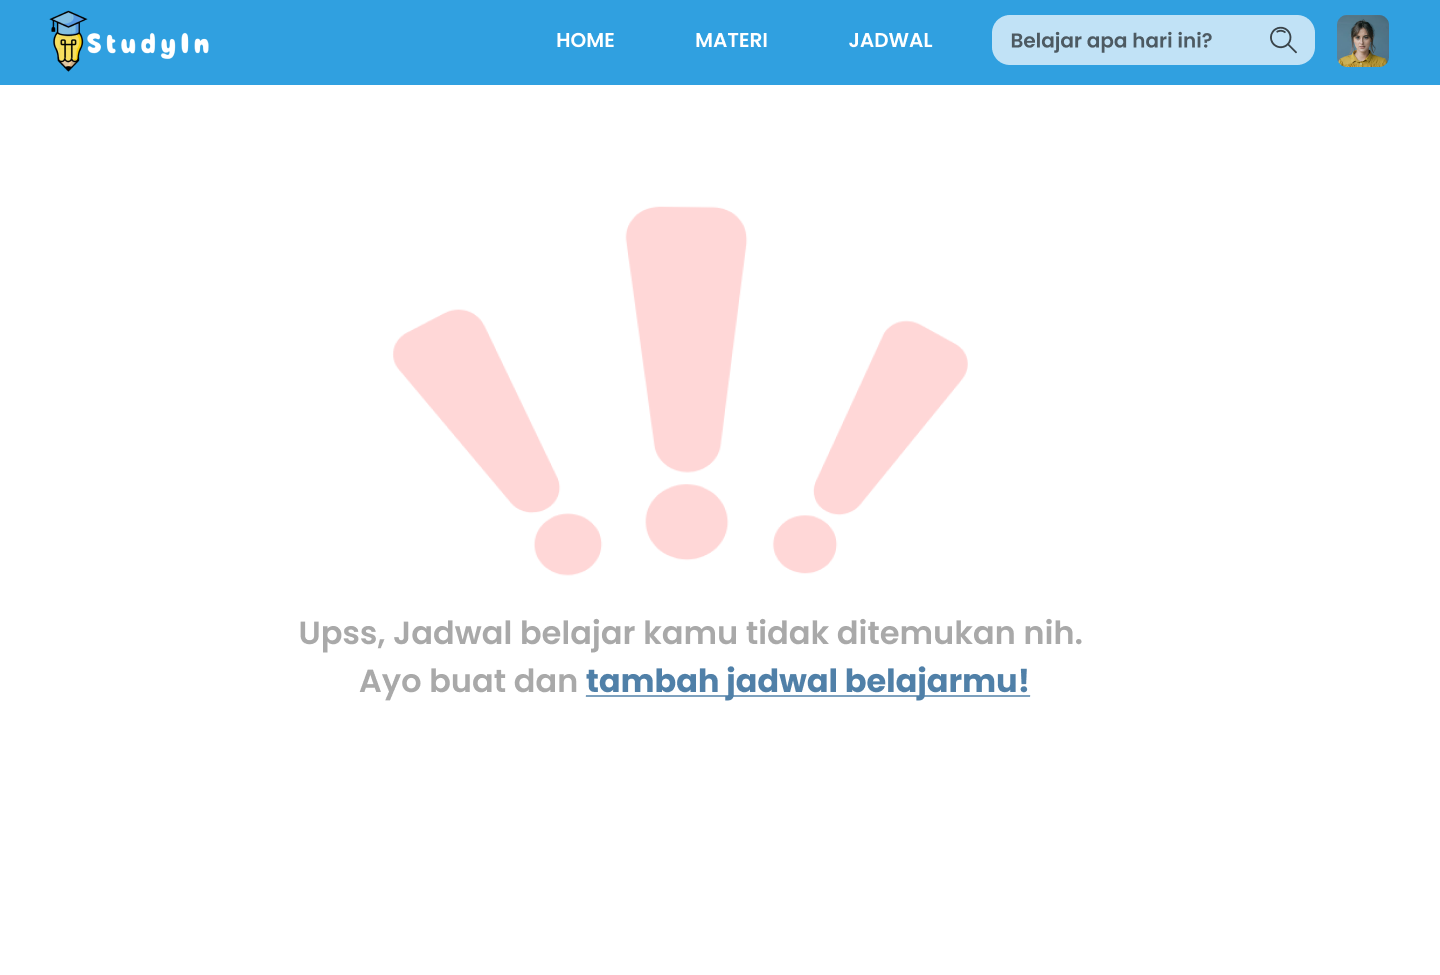 StudyIn
HOME
MATERI
JADWAL
Belajar apa hari ini?
Upss, Jadwal belajar kamu tidak ditemukan nih.
Ayo buat dan tambah jadwal belajarmu!